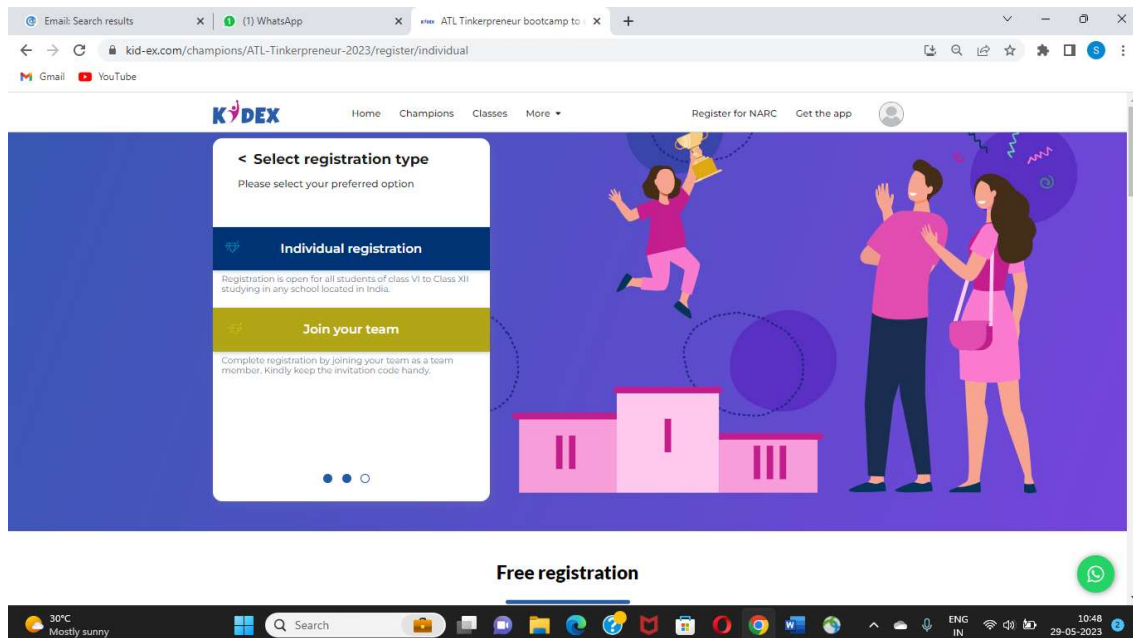 Email: Search results
(1) WhatsApp
KIDEX
ATL Tinkerpreneur bootcamp to
kid-ex.com/champions/ATL-Tinkerpreneur-2023/register/individual
S
Gmail
YouTube
KIDEX
Home Champions Classes More
Register for NARC Get the app
< Select registration type
Please select your preferred option
Individual registration
Registration is open for all students of class VI to Class XII
studying in any school located in India.
Join your team
Complete registration by joining your team as a team
member. Kindly keep the invitation code handy.
II I III
Free registration
30°C
Mostly sunny
Search
ENG
IN
10:48
29-05-2023
2